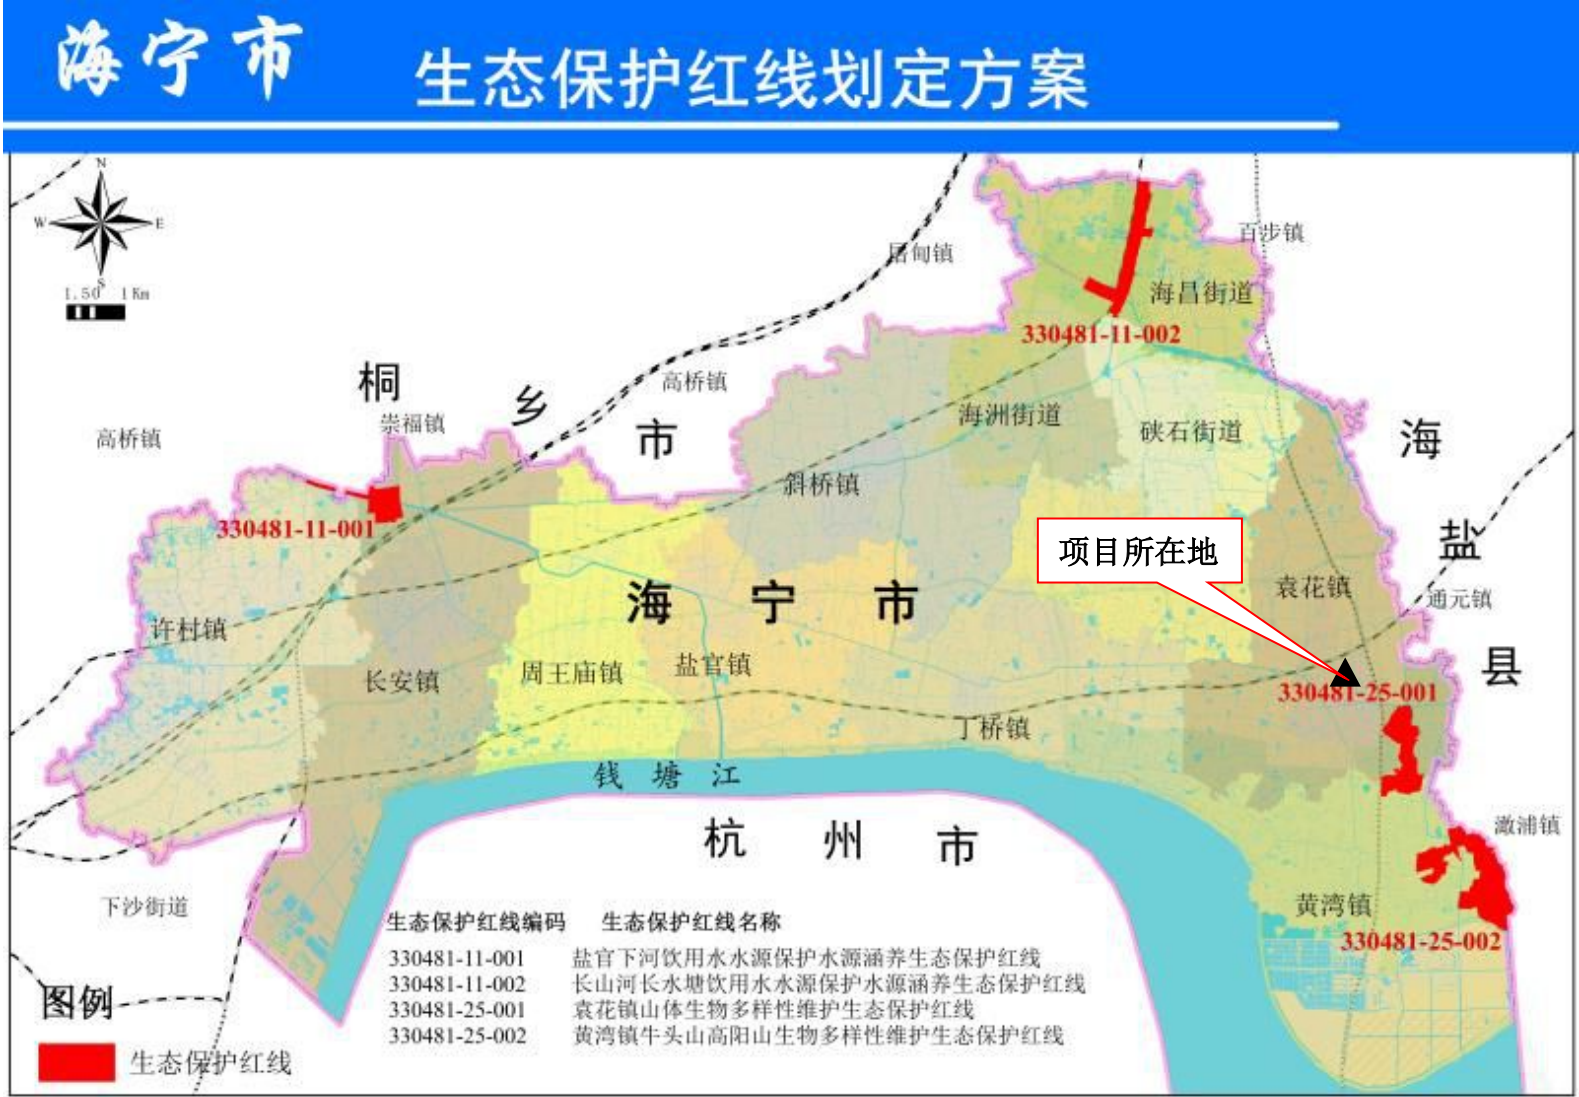 海宁市 生态保护红线划定方案
N
W E
S
1.50 1Km
百步镇
屠甸镇
海昌街道
330481-11-002
桐乡市
高桥镇
崇福镇
高桥镇
海洲街道
硖石街道
海盐县
斜桥镇
330481-11-001
项目所在地
袁花镇
通元镇
海宁市
许村镇
长安镇
周王庙镇
盐官镇
330481-25-001
丁桥镇
钱塘江
杭州市
澉浦镇
下沙街道
黄湾镇
330481-25-002
生态保护红线编码 生态保护红线名称
330481-11-001 盐官下河饮用水水源保护水源涵养生态保护红线
330481-11-002 长山河长水塘饮用水水源保护水源涵养生态保护红线
330481-25-001 袁花镇山体生物多样性维护生态保护红线
330481-25-002 黄湾镇牛头山高阳山生物多样性维护生态保护红线
图例
生态保护红线